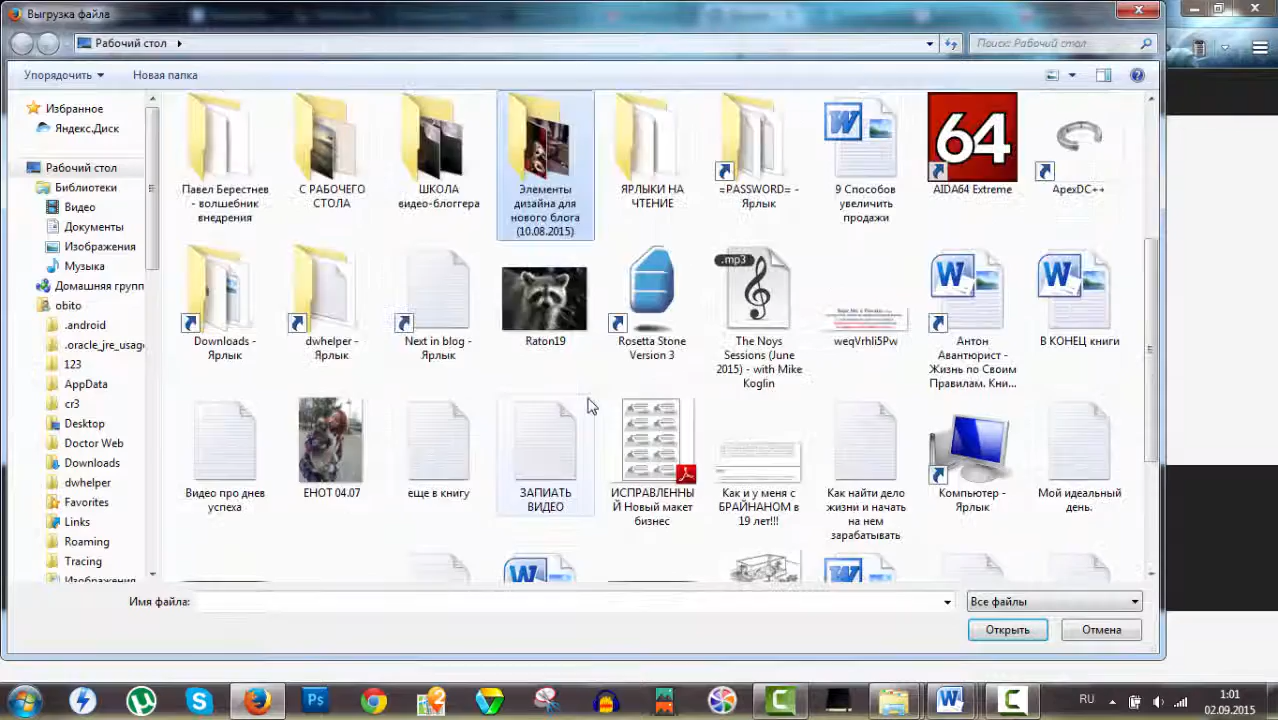 Выгрузка файла
Рабочий стол
Поиск: Рабочий стол
Упорядочить
Новая папка
Избранное
Яндекс.Диск
Рабочий стол
Библиотеки
Видео
Документы
Изображения
Музыка
Домашняя групп
obito
.android
.oracle_jre_usag
123
AppData
cr3
Desktop
Doctor Web
Downloads
dwhelper
Favorites
Links
Roaming
Tracing
Изображения
Павел Берестнев
- волшебник
внедрения
С РАБОЧЕГО
СТОЛА
ШКОЛА
видео-блоггера
Элементы
дизайна для
нового блога
(10.08.2015)
ЯРЛЫКИ НА
ЧТЕНИЕ
=PASSWORD= -
Ярлык
9 Способов
увеличить
продажи
64
AIDA64 Extreme
ApexDC++
Downloads -
Ярлык
dwhelper -
Ярлык
Next in blog -
Ярлык
Raton19
Rosetta Stone
Version 3
.mp3
The Noys
Sessions (June
2015) - with Mike
Koglin
weqVrhIi5Pw
Антон
Авантюрист -
Жизнь по Своим
Правилам. Кни...
В КОНЕЦ книги
Видео про днев
успеха
ЕНОТ 04.07
еще в книгу
ЗАПИАТЬ
ВИДЕО
ИСПРАВЛЕННЫ
Й Новый макет
бизнес
Как и у меня с
БРАЙНАНОМ в
19 лет!!!
Как найти дело
жизни и начать
на нем
зарабатывать
Компьютер -
Ярлык
Мой идеальный
день.
Имя файла:
Все файлы
Открыть
Отмена
RU
1:01
02.09.2015